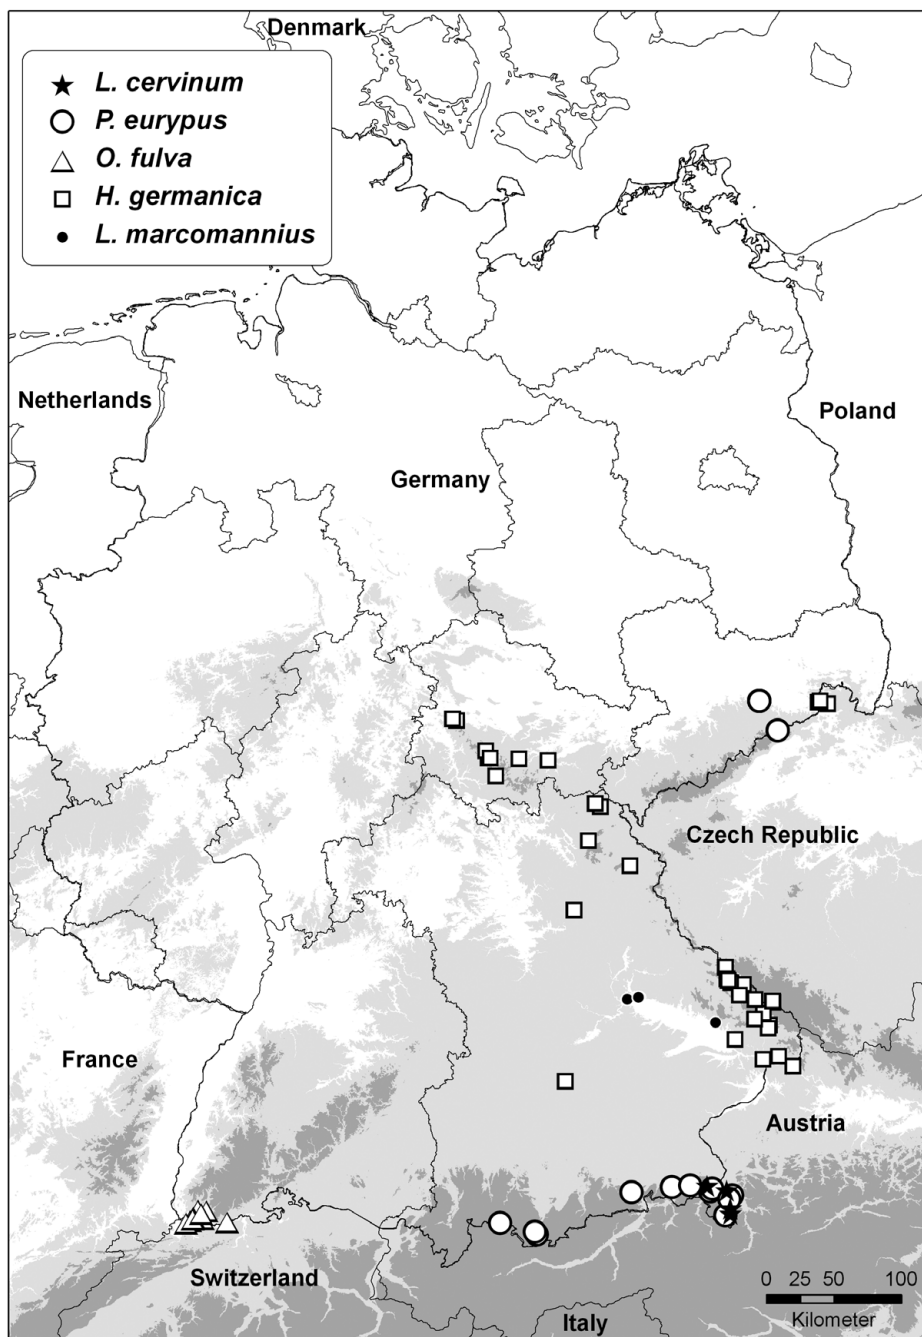 Denmark
L. cervinum
P. eurypus
O. fulva
H. germanica
L. marcomannius
Netherlands
Poland
Germany
Czech Republic
France
Austria
Switzerland
Italy
0 25 50 100
Kilometer